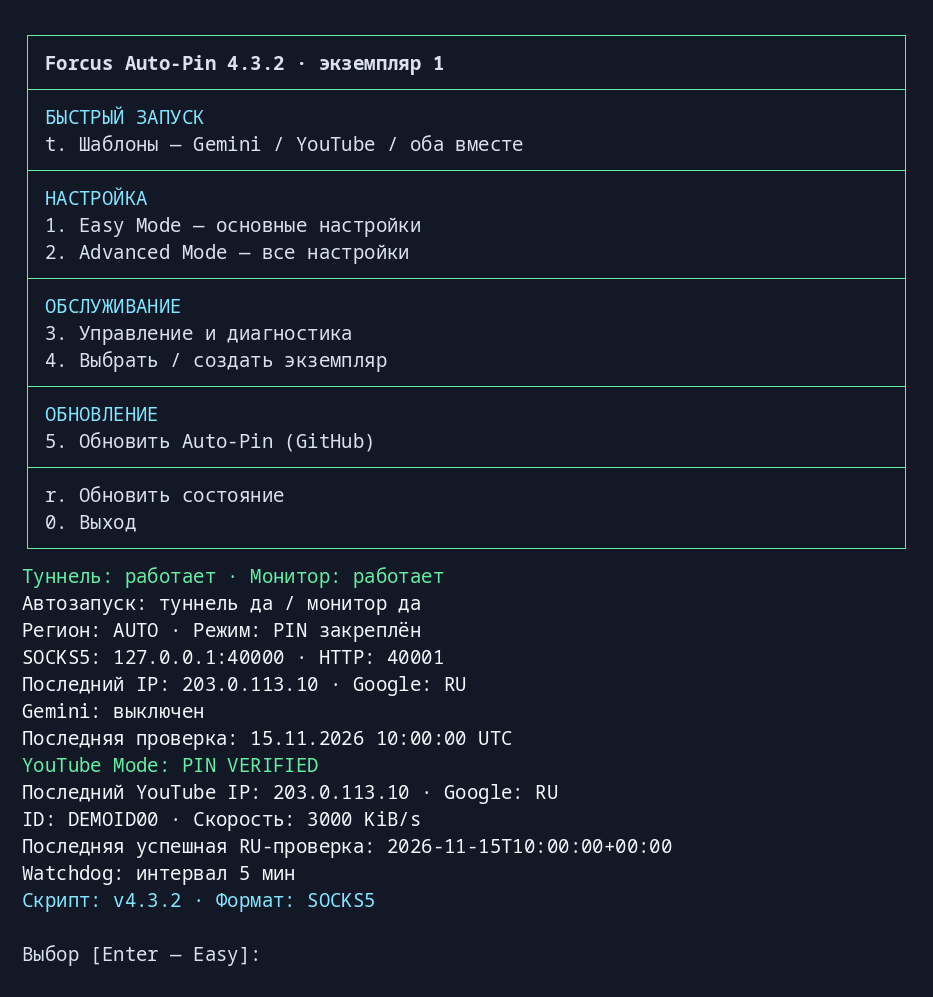 Forcus Auto-Pin 4.3.2 · экземпляр 1
БЫСТРЫЙ ЗАПУСК
t. Шаблоны — Gemini / YouTube / оба вместе
НАСТРОЙКА
1. Easy Mode — основные настройки
2. Advanced Mode — все настройки
ОБСЛУЖИВАНИЕ
3. Управление и диагностика
4. Выбрать / создать экземпляр
ОБНОВЛЕНИЕ
5. Обновить Auto-Pin (GitHub)
r. Обновить состояние
0. Выход
Туннель: работает · Монитор: работает
Автозапуск: туннель да / монитор да
Регион: AUTO · Режим: PIN закреплён
SOCKS5: 127.0.0.1:40000 · HTTP: 40001
Последний IP: 203.0.113.10 · Google: RU
Gemini: выключен
Последняя проверка: 15.11.2026 10:00:00 UTC
YouTube Mode: PIN VERIFIED
Последний YouTube IP: 203.0.113.10 · Google: RU
ID: DEMOID00 · Скорость: 3000 KiB/s
Последняя успешная RU-проверка: 2026-11-15T10:00:00+00:00
Watchdog: интервал 5 мин
Скрипт: v4.3.2 · Формат: SOCKS5
Выбор [Enter — Easy]: